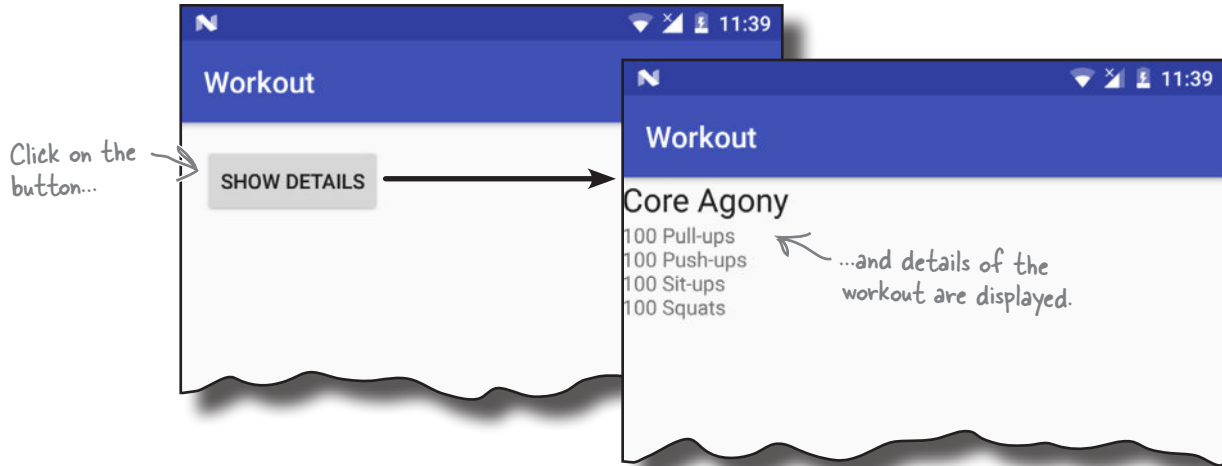 11:39
Workout
Click on the
button...
SHOW DETAILS
11:39
Workout
Core Agony
100 Pull-ups
100 Push-ups
100 Sit-ups
100 Squats
...and details of the
workout are displayed.